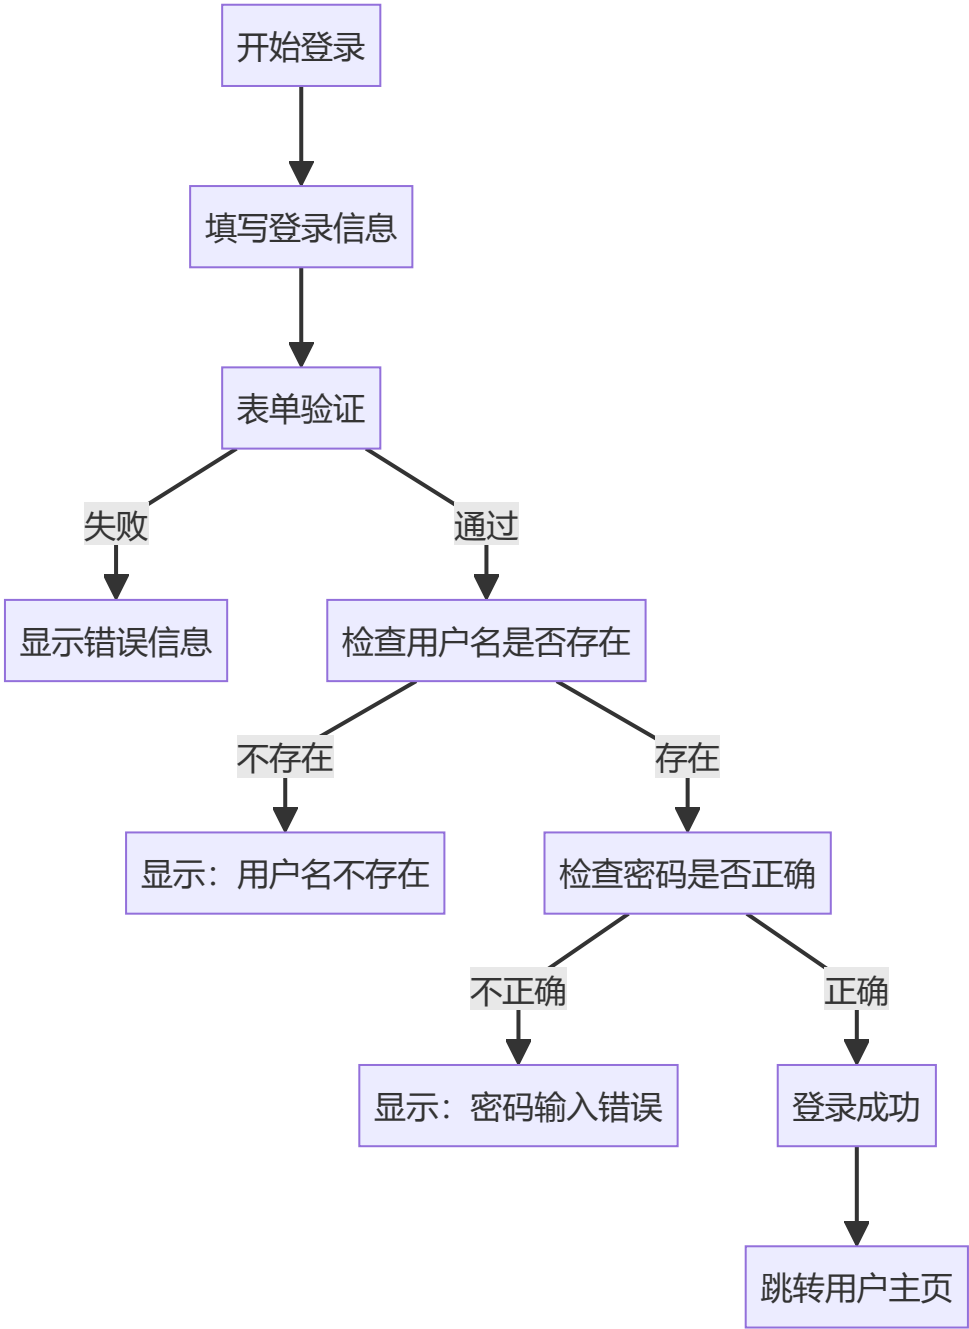 开始登录
填写登录信息
表单验证
失败
通过
显示错误信息
检查用户名是否存在
不存在
存在
显示：用户名不存在
检查密码是否正确
不正确
正确
显示：密码输入错误
登录成功
跳转用户主页